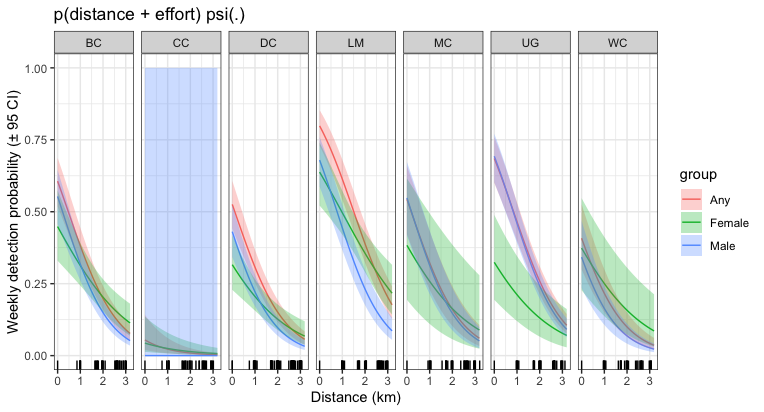 p(distance + effort) psi(.)
BC CC DC LM MC UG WC
1.00
0.75
0.50
0.25
0.00
Weekly detection probability (± 95 CI)
0 1 2 3 0 1 2 3 0 1 2 3 0 1 2 3 0 1 2 3 0 1 2 3 0 1 2 3
Distance (km)
group
Any
Female
Male